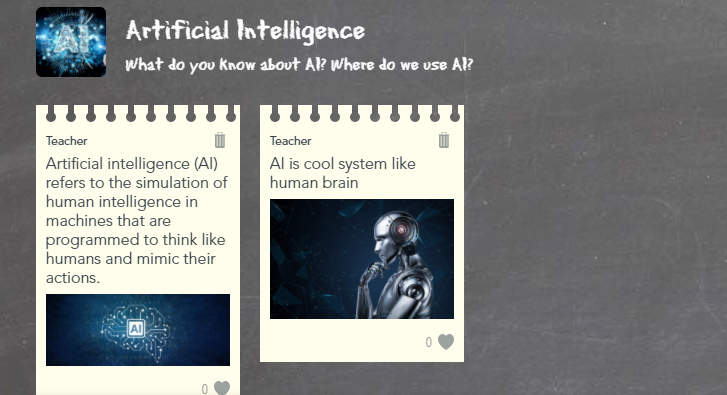 AI
Artificial Intelligence
What do you know about AI? Where do we use AI?
Teacher
Artificial intelligence (AI)
refers to the simulation of
human intelligence in
machines that are
programmed to think like
humans and mimic their
actions.
AI
0
Teacher
AI is cool system like
human brain
0